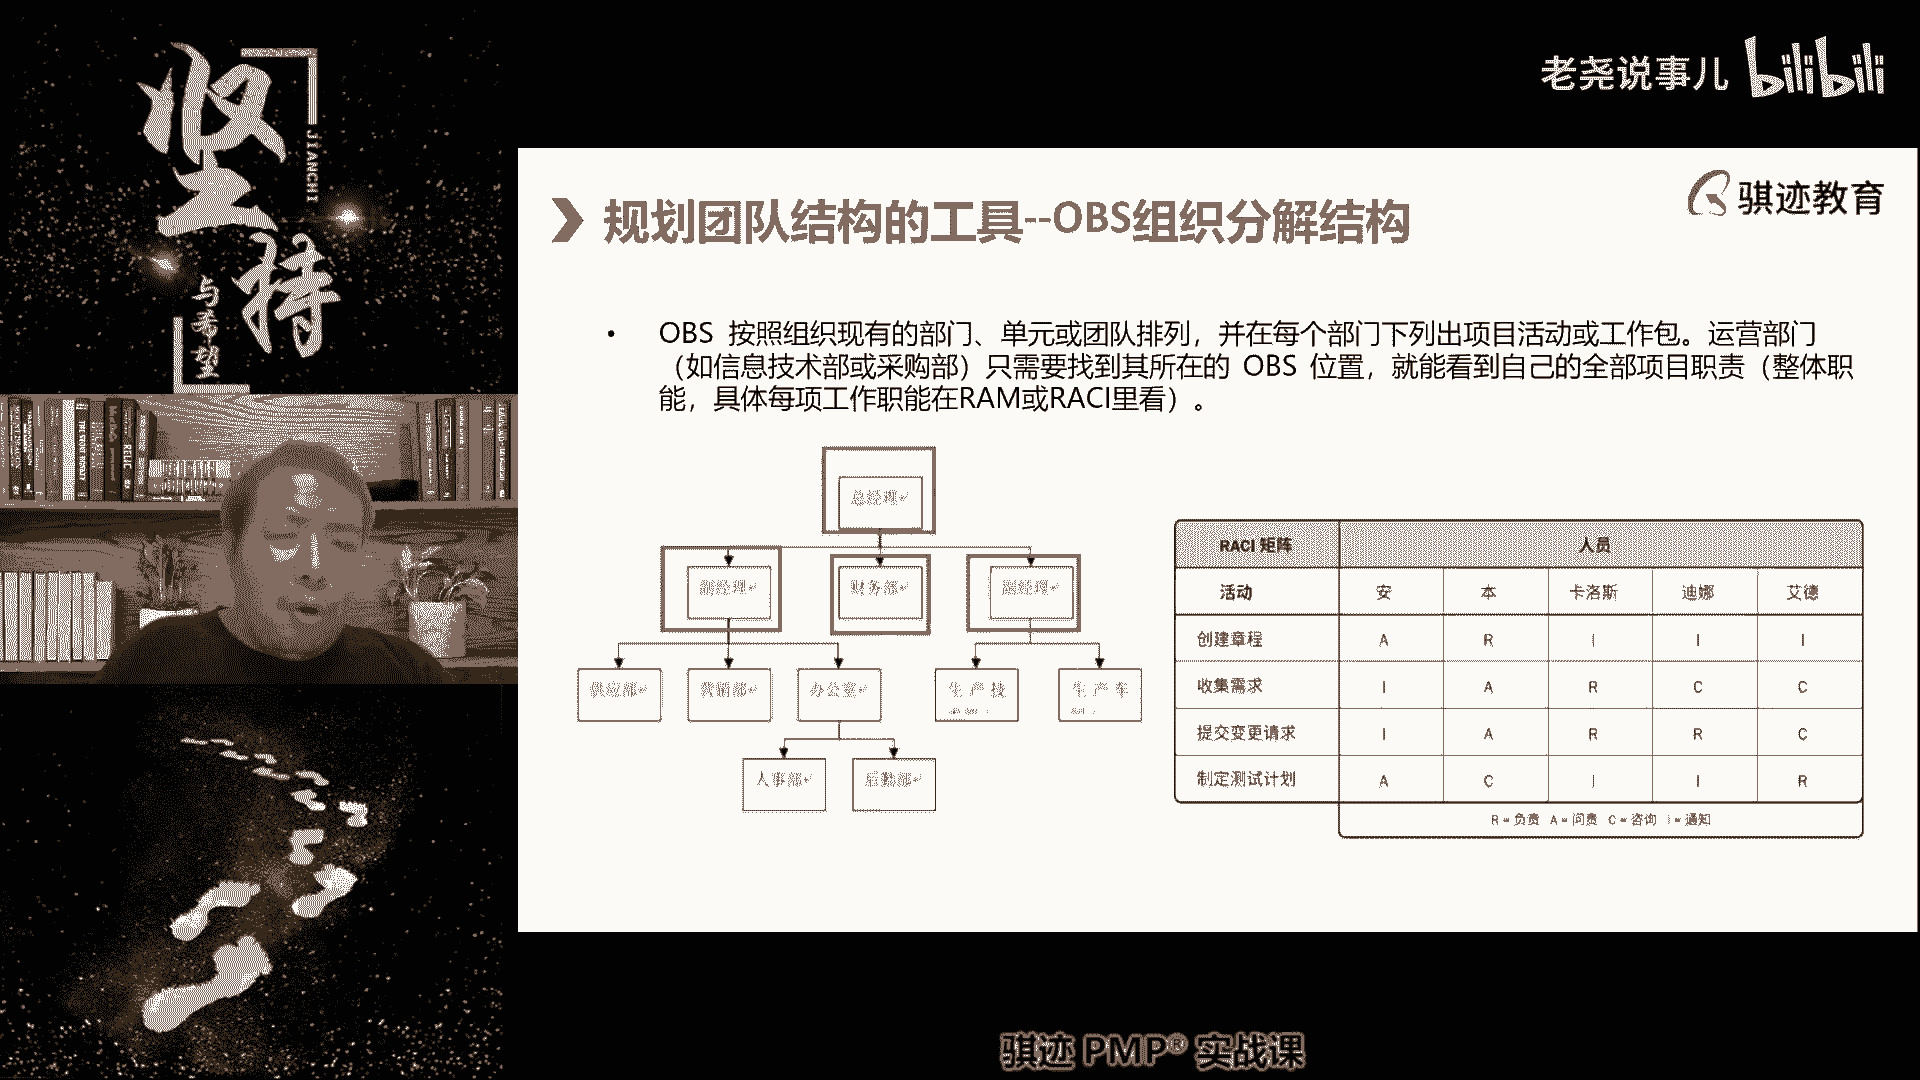 坚持
JIANCHI
与希望
老尧说事儿 bilibili
骐迹教育
规划团队结构的工具--OBS组织分解结构
• OBS 按照组织现有的部门、单元或团队排列，并在每个部门下列出项目活动或工作包。运营部门
（如信息技术部或采购部）只需要找到其所在的 OBS 位置，就能看到自己的全部项目职责（整体职
能，具体每项工作职能在RAM或RACI里看）。
总经理
副经理 财务部 副经理
供应部 营销部 办公室 生产技 生产车
人事部 后勤部
RACI 矩阵 人员
活动 安 本 卡洛斯 迪娜 艾德
创建章程 A R I I I
收集需求 I A R C C
提交变更请求 I A R R C
制定测试计划 A C I I R
R = 负责 A = 问责 C = 咨询 I = 通知
骐迹 PMP® 实战课